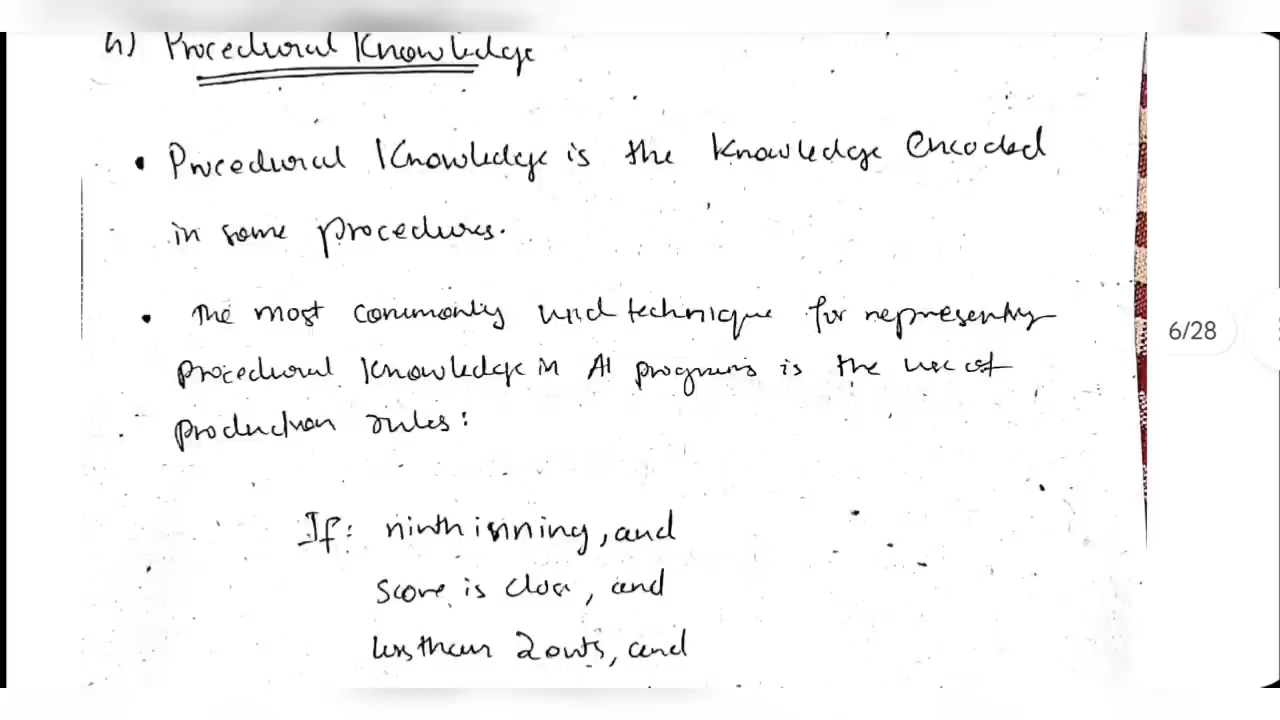 4) Procedural Knowledge
• Procedural Knowledge is the knowledge encoded
in some procedures.
• The most commonly used technique for representing
procedural knowledge in AI programs is the use of
production rules:
If: ninth inning, and
score is close, and
less than 2 outs, and
6/28